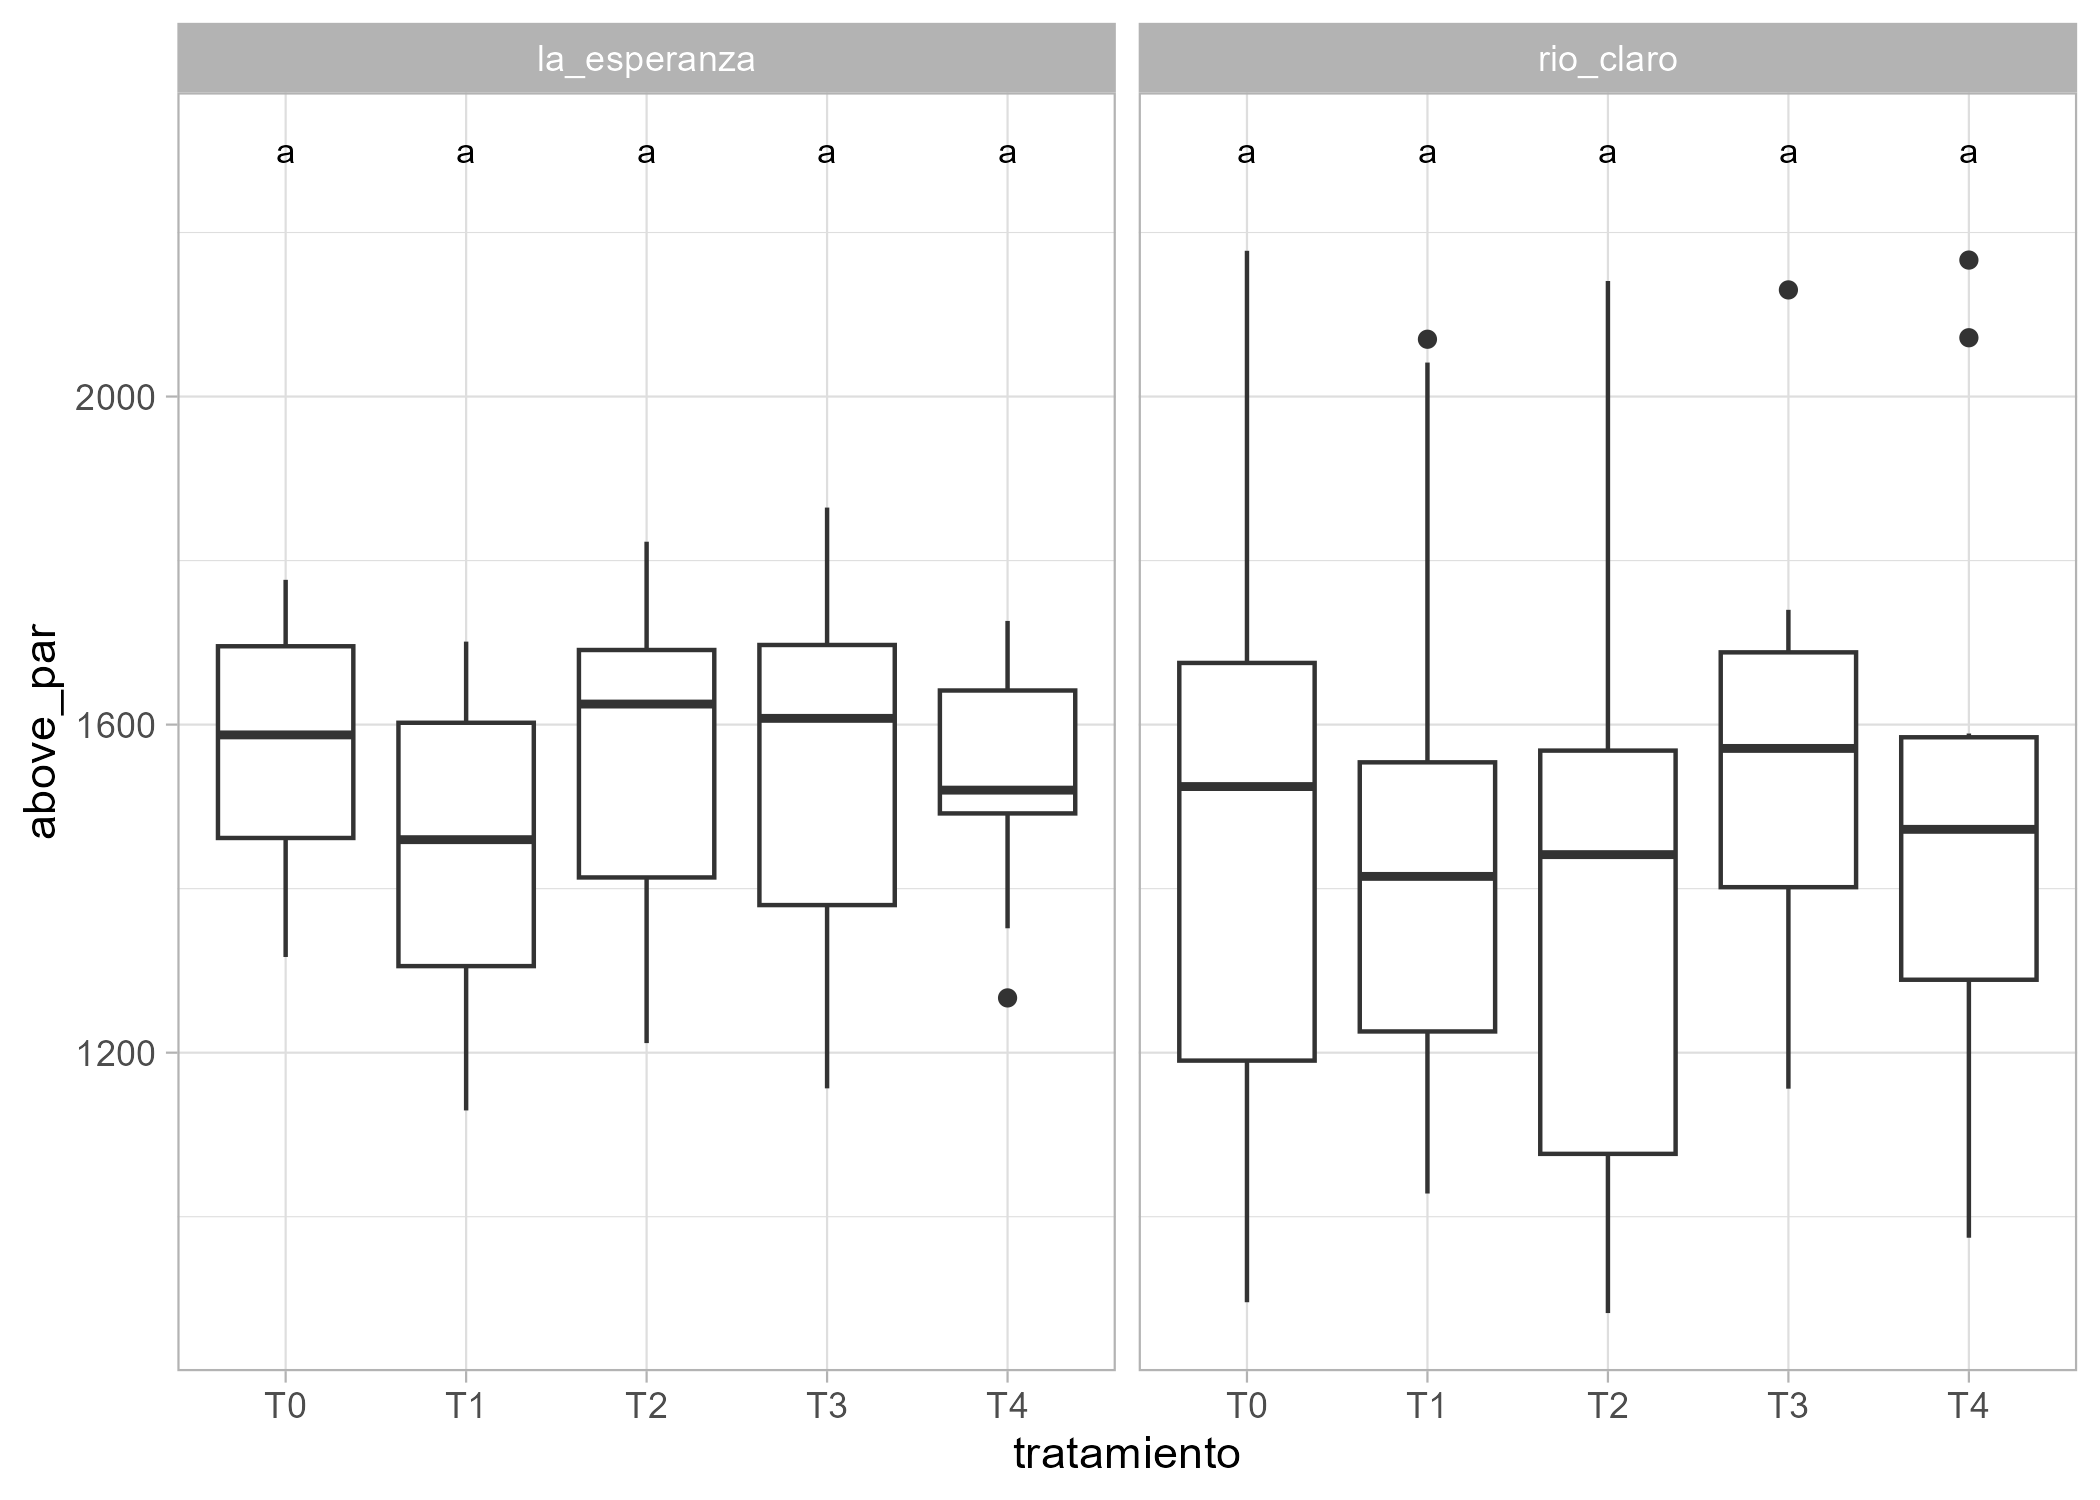 la_esperanza rio_claro
a a a a a a a a a a
2000
1600
1200
above_par
T0 T1 T2 T3 T4 T0 T1 T2 T3 T4
tratamiento